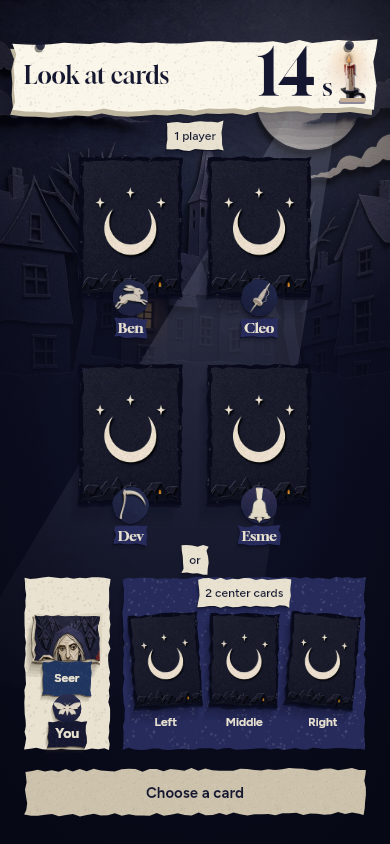 Look at cards
14 s
1 player
Ben
Cleo
Dev
Esme
or
2 center cards
Seer
You
Left
Middle
Right
Choose a card